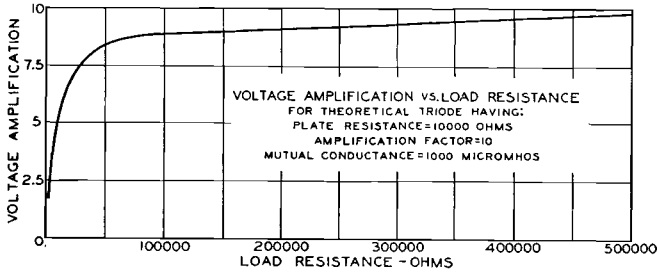 10
7.5
5
2.5
0.
VOLTAGE AMPLIFICATION
VOLTAGE AMPLIFICATION VS. LOAD RESISTANCE
FOR THEORETICAL TRIODE HAVING:
PLATE RESISTANCE=10000 OHMS
AMPLIFICATION FACTOR=10
MUTUAL CONDUCTANCE=1000 MICROMHOS
100000 200000 300000 400000 500000
LOAD RESISTANCE-OHMS